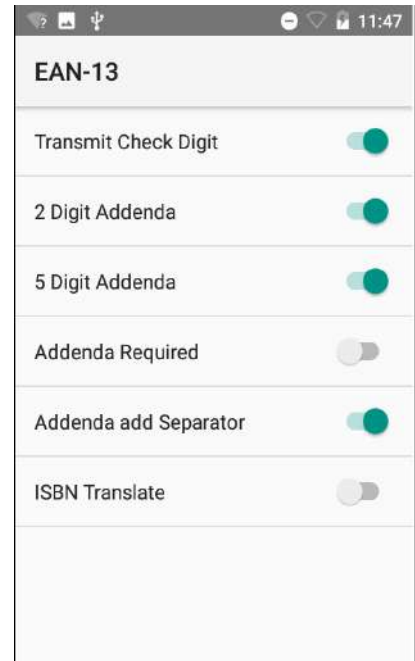 11:47
EAN-13
Transmit Check Digit
2 Digit Addenda
5 Digit Addenda
Addenda Required
Addenda add Separator
ISBN Translate